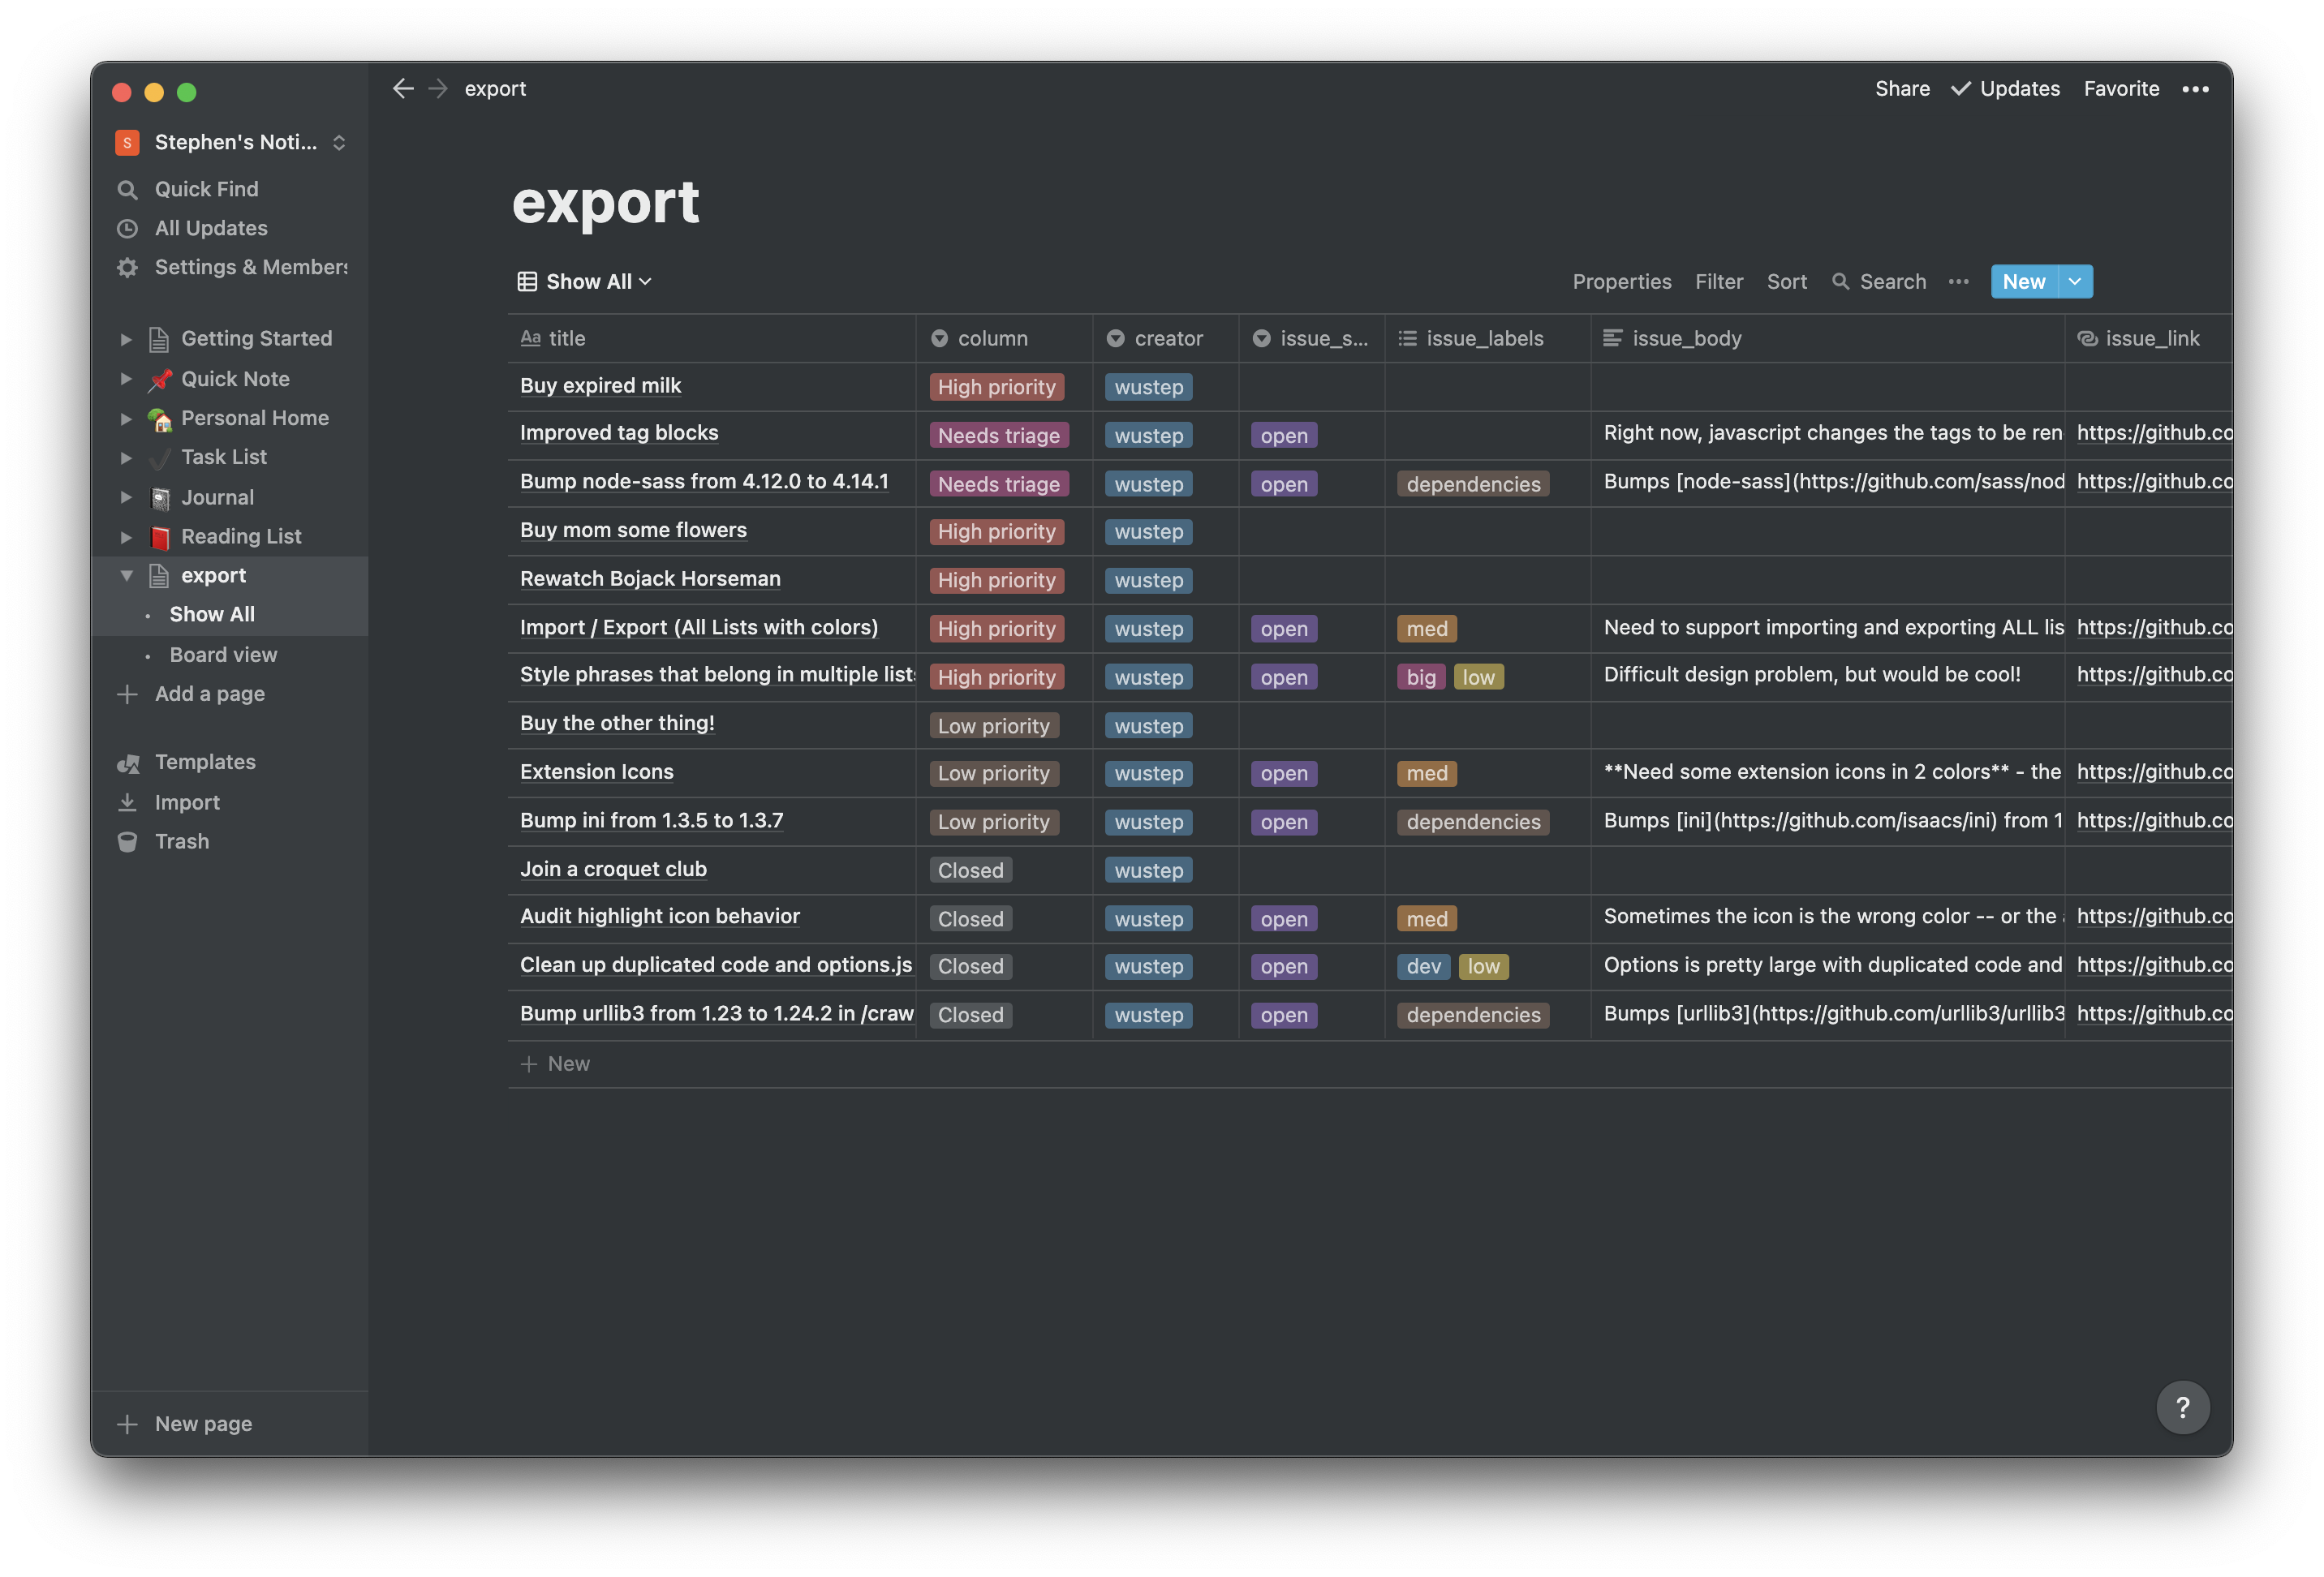 S Stephen's Noti...
Quick Find
All Updates
Settings & Members
Getting Started
Quick Note
Personal Home
Task List
Journal
Reading List
export
Show All
Board view
Add a page
Templates
Import
Trash
New page
export
Share Updates Favorite
export
Show All Properties Filter Sort Search New
Aa title column creator issue_s... issue_labels issue_body issue_link
Buy expired milk High priority wustep
Improved tag blocks Needs triage wustep open Right now, javascript changes the tags to be ren https://github.co
Bump node-sass from 4.12.0 to 4.14.1 Needs triage wustep open dependencies Bumps [node-sass](https://github.com/sass/nod https://github.co
Buy mom some flowers High priority wustep
Rewatch Bojack Horseman High priority wustep
Import / Export (All Lists with colors) High priority wustep open med Need to support importing and exporting ALL lis https://github.co
Style phrases that belong in multiple lists High priority wustep open big low Difficult design problem, but would be cool! https://github.co
Buy the other thing! Low priority wustep
Extension Icons Low priority wustep open med **Need some extension icons in 2 colors** - the https://github.co
Bump ini from 1.3.5 to 1.3.7 Low priority wustep open dependencies Bumps [ini](https://github.com/isaacs/ini) from 1 https://github.co
Join a croquet club Closed wustep
Audit highlight icon behavior Closed wustep open med Sometimes the icon is the wrong color -- or the https://github.co
Clean up duplicated code and options.js Closed wustep open dev low Options is pretty large with duplicated code and https://github.co
Bump urllib3 from 1.23 to 1.24.2 in /craw Closed wustep open dependencies Bumps [urllib3](https://github.com/urllib3/urllib3 https://github.co
New
?